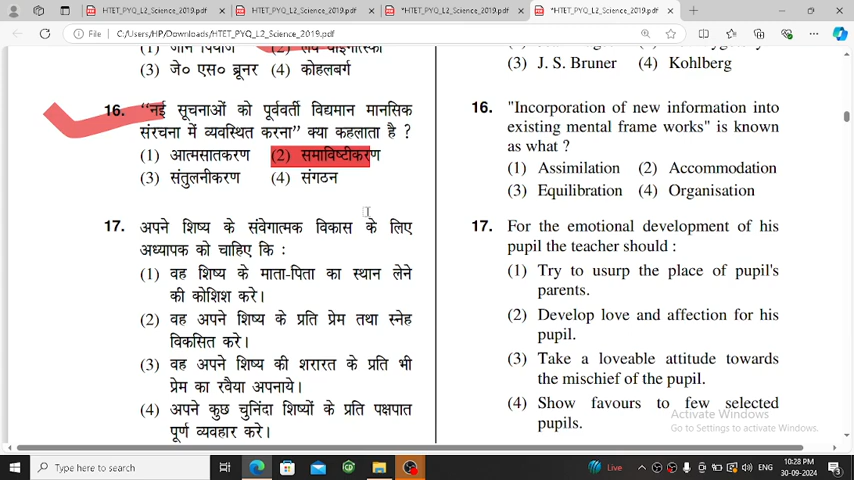 HTET_PYQ_L2_Science_2019.pdf
HTET_PYQ_L2_Science_2019.pdf
*HTET_PYQ_L2_Science_2019.pdf
*HTET_PYQ_L2_Science_2019.pdf
File
C:/Users/HP/Downloads/HTET_PYQ_L2_Science_2019.pdf
(3) जे० एस० ब्रूनर (4) कोहलबर्ग
16. "नई सूचनाओं को पूर्ववर्ती विद्यमान मानसिक
संरचना में व्यवस्थित करना" क्या कहलाता है ?
(1) आत्मसातकरण (2) समाविष्टीकरण
(3) संतुलनीकरण (4) संगठन
17. अपने शिष्य के संवेगात्मक विकास के लिए
अध्यापक को चाहिए कि :
(1) वह शिष्य के माता-पिता का स्थान लेने
की कोशिश करे।
(2) वह अपने शिष्य के प्रति प्रेम तथा स्नेह
विकसित करे।
(3) वह अपने शिष्य की शरारत के प्रति भी
प्रेम का रवैया अपनाये।
(4) अपने कुछ चुनिंदा शिष्यों के प्रति पक्षपात
पूर्ण व्यवहार करे।
(3) J. S. Bruner (4) Kohlberg
16. "Incorporation of new information into
existing mental frame works" is known
as what ?
(1) Assimilation (2) Accommodation
(3) Equilibration (4) Organisation
17. For the emotional development of his
pupil the teacher should :
(1) Try to usurp the place of pupil's
parents.
(2) Develop love and affection for his
pupil.
(3) Take a loveable attitude towards
the mischief of the pupil.
(4) Show favours to few selected
pupils.
Activate Windows
Go to Settings to activate Windows.
Type here to search
Live
ENG
10:28 PM
30-09-2024
3